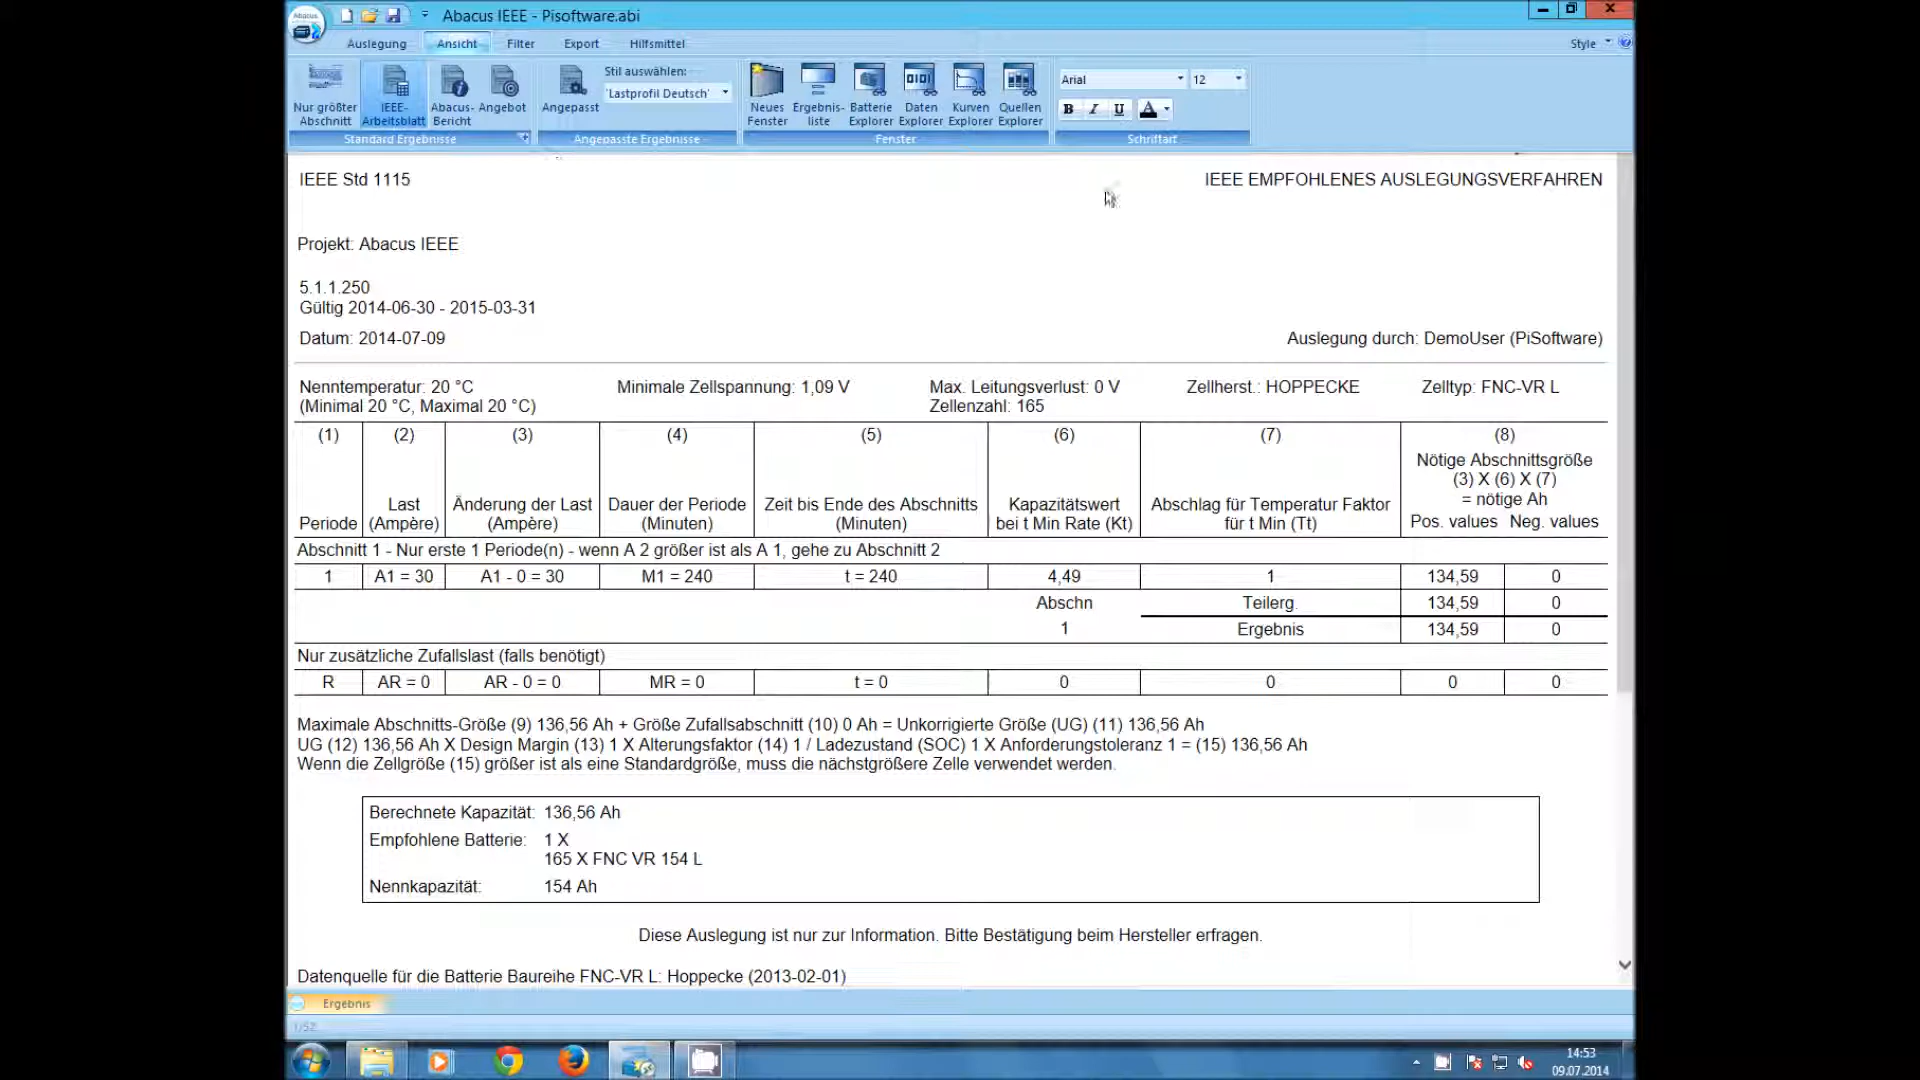 Abacus IEEE - Pisoftware.abi
Auslegung Ansicht Filter Export Hilfsmittel Style
Nur größter Abschnitt
IEEE-Arbeitsblatt
Abacus-Bericht
Angebot
Standard Ergebnisse
Angepasst
Stil auswählen:
'Lastprofil Deutsch'
Angepasste Ergebnisse
Neues Fenster
Ergebnis-liste
Batterie Explorer
Daten Explorer
Kurven Explorer
Quellen Explorer
Fenster
Arial 12
B I U A
Schriftart
IEEE Std 1115 IEEE EMPFOHLENES AUSLEGUNGSVERFAHREN
Projekt: Abacus IEEE
5.1.1.250
Gültig 2014-06-30 - 2015-03-31
Datum: 2014-07-09 Auslegung durch: DemoUser (PiSoftware)
Nenntemperatur: 20 °C Minimale Zellspannung: 1,09 V Max. Leitungsverlust: 0 V Zellherst.: HOPPECKE Zelltyp: FNC-VR L
(Minimal 20 °C, Maximal 20 °C) Zellenzahl: 165
(1) (2) (3) (4) (5) (6) (7) (8)
Nötige Abschnittsgröße
(3) X (6) X (7)
= nötige Ah
Last Änderung der Last Dauer der Periode Zeit bis Ende des Abschnitts Kapazitätswert Abschlag für Temperatur Faktor
Periode (Ampère) (Ampère) (Minuten) (Minuten) bei t Min Rate (Kt) für t Min (Tt) Pos. values Neg. values
Abschnitt 1 - Nur erste 1 Periode(n) - wenn A 2 größer ist als A 1, gehe zu Abschnitt 2
1 A1 = 30 A1 - 0 = 30 M1 = 240 t = 240 4,49 1 134,59 0
Abschn Teilerg. 134,59 0
1 Ergebnis 134,59 0
Nur zusätzliche Zufallslast (falls benötigt)
R AR = 0 AR - 0 = 0 MR = 0 t = 0 0 0 0 0
Maximale Abschnitts-Größe (9) 136,56 Ah + Größe Zufallsabschnitt (10) 0 Ah = Unkorrigierte Größe (UG) (11) 136,56 Ah
UG (12) 136,56 Ah X Design Margin (13) 1 X Alterungsfaktor (14) 1 / Ladezustand (SOC) 1 X Anforderungstoleranz 1 = (15) 136,56 Ah
Wenn die Zellgröße (15) größer ist als eine Standardgröße, muss die nächstgrößere Zelle verwendet werden.
Berechnete Kapazität: 136,56 Ah
Empfohlene Batterie: 1 X
165 X FNC VR 154 L
Nennkapazität: 154 Ah
Diese Auslegung ist nur zur Information. Bitte Bestätigung beim Hersteller erfragen.
Datenquelle für die Batterie Baureihe FNC-VR L: Hoppecke (2013-02-01)
Ergebnis
1/52
14:53
09.07.2014